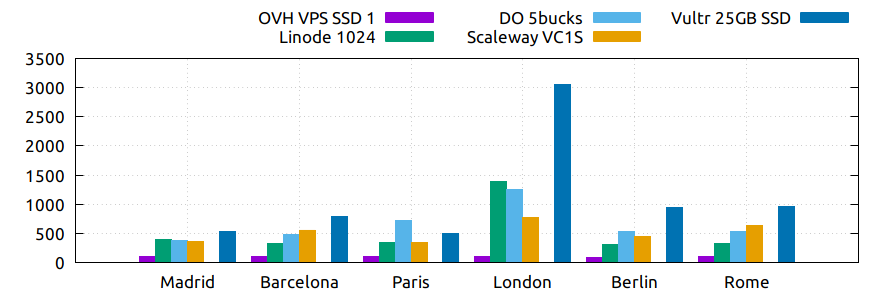 OVH VPS SSD 1 DO 5bucks Vultr 25GB SSD
Linode 1024 Scaleway VC1S
3500
3000
2500
2000
1500
1000
500
0
Madrid Barcelona Paris London Berlin Rome